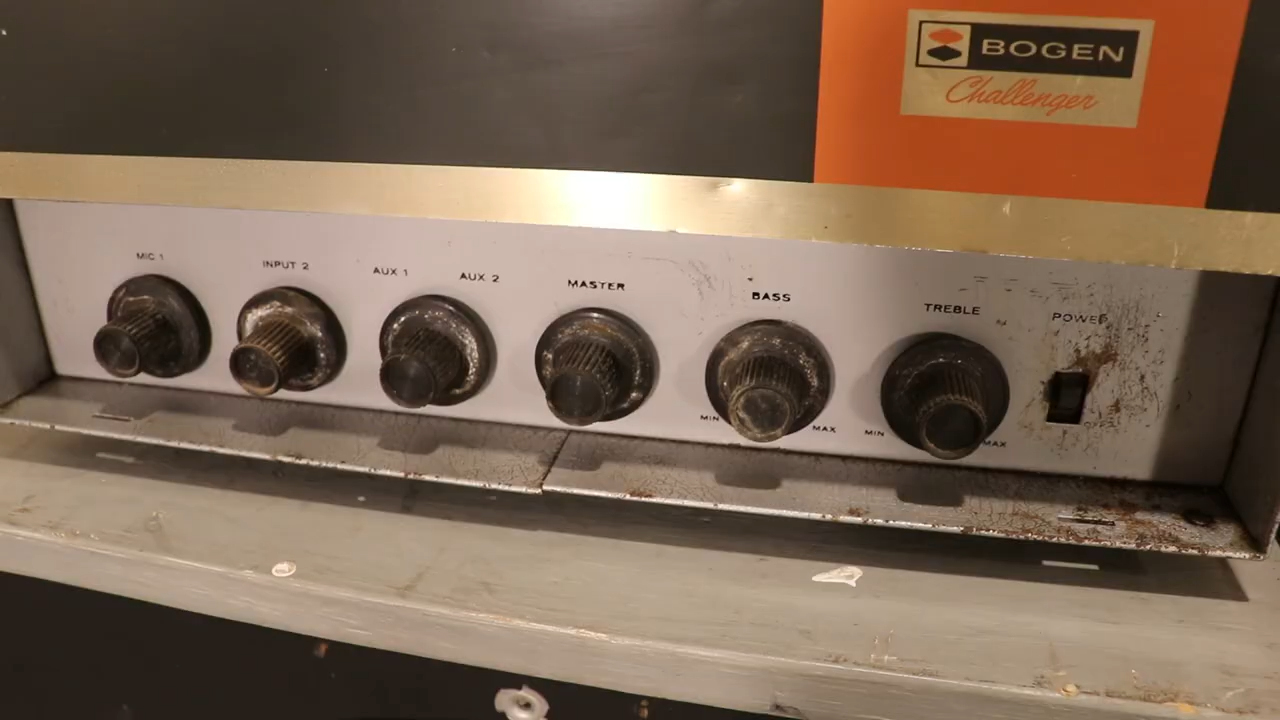 BOGEN
Challenger
MIC 1
INPUT 2
AUX 1
AUX 2
MASTER
BASS
TREBLE
POWER
MIN
MAX
MIN
MAX